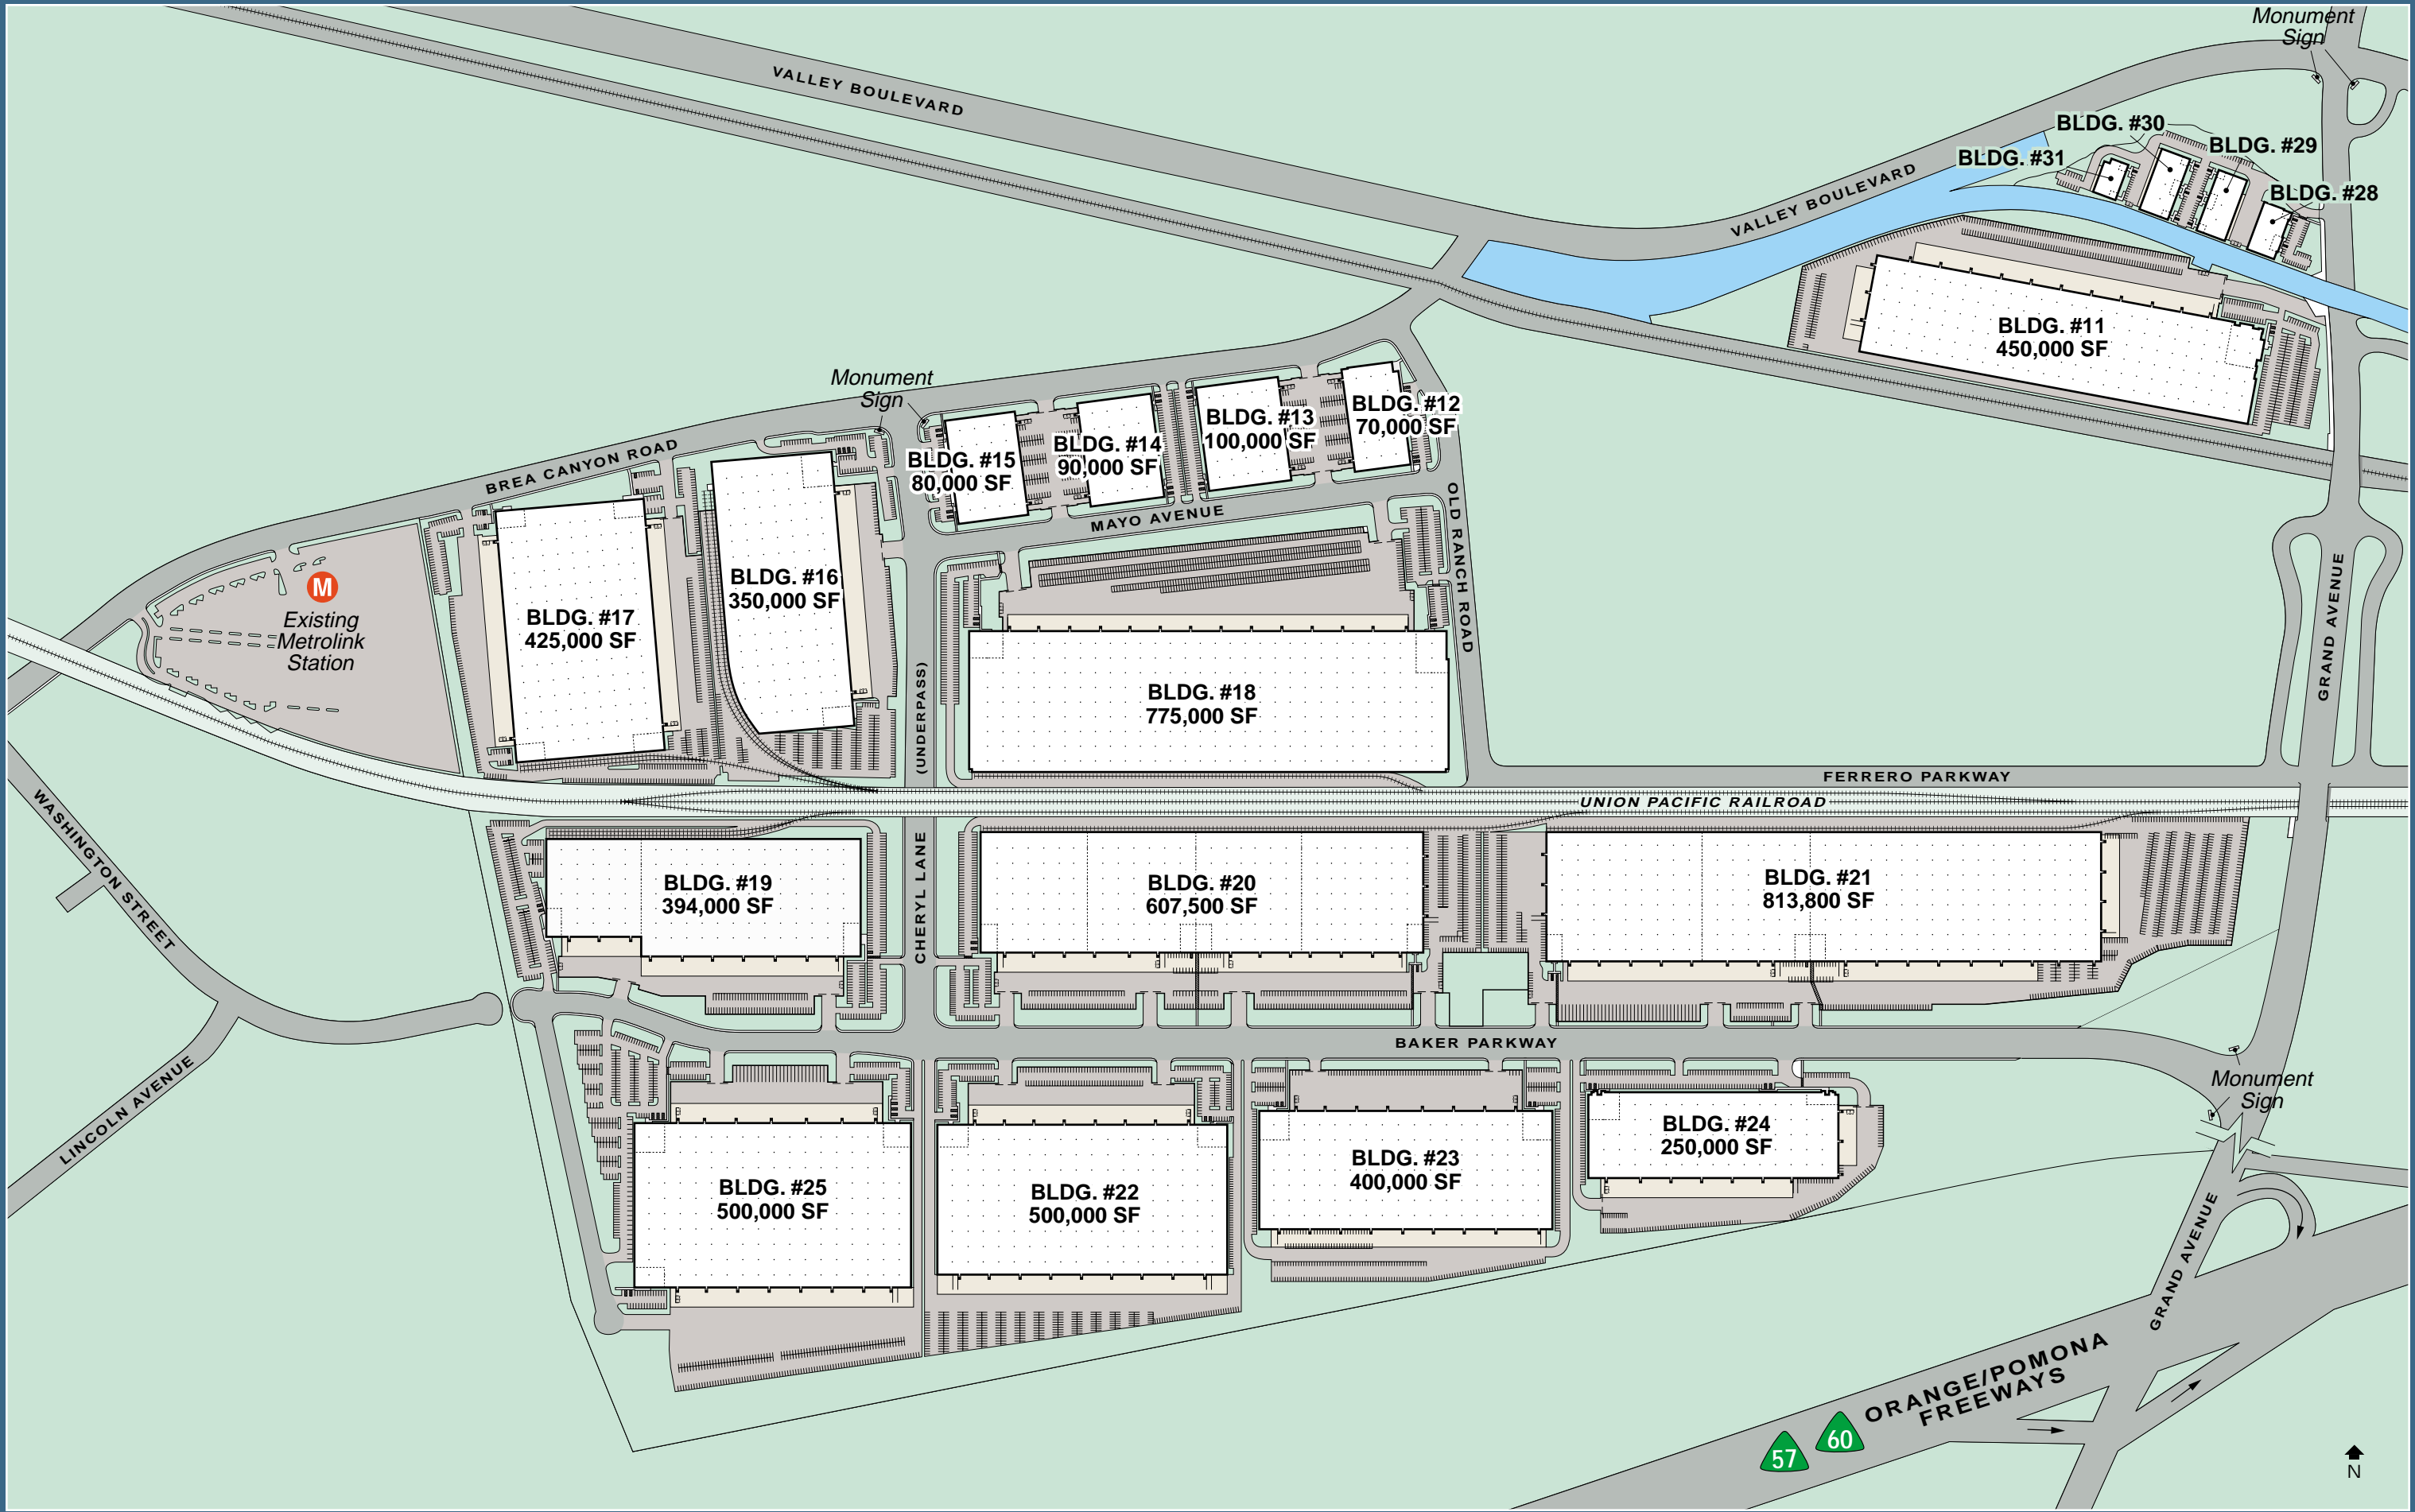 Monument
Sign
VALLEY BOULEVARD
BLDG. #30
BLDG. #29
BLDG. #31
BLDG. #28
VALLEY BOULEVARD
BLDG. #11
450,000 SF
Monument
Sign
BLDG. #12
70,000 SF
BLDG. #13
100,000 SF
BLDG. #14
90,000 SF
BLDG. #15
80,000 SF
BREA CANYON ROAD
MAYO AVENUE
OLD RANCH ROAD
M
Existing
Metrolink
Station
BLDG. #17
425,000 SF
BLDG. #16
350,000 SF
GRAND AVENUE
(UNDERPASS)
BLDG. #18
775,000 SF
FERRERO PARKWAY
UNION PACIFIC RAILROAD
WASHINGTON STREET
BLDG. #19
394,000 SF
CHERYL LANE
BLDG. #20
607,500 SF
BLDG. #21
813,800 SF
BAKER PARKWAY
LINCOLN AVENUE
Monument
Sign
BLDG. #25
500,000 SF
BLDG. #22
500,000 SF
BLDG. #23
400,000 SF
BLDG. #24
250,000 SF
GRAND AVENUE
ORANGE/POMONA
FREEWAYS
57
60
N